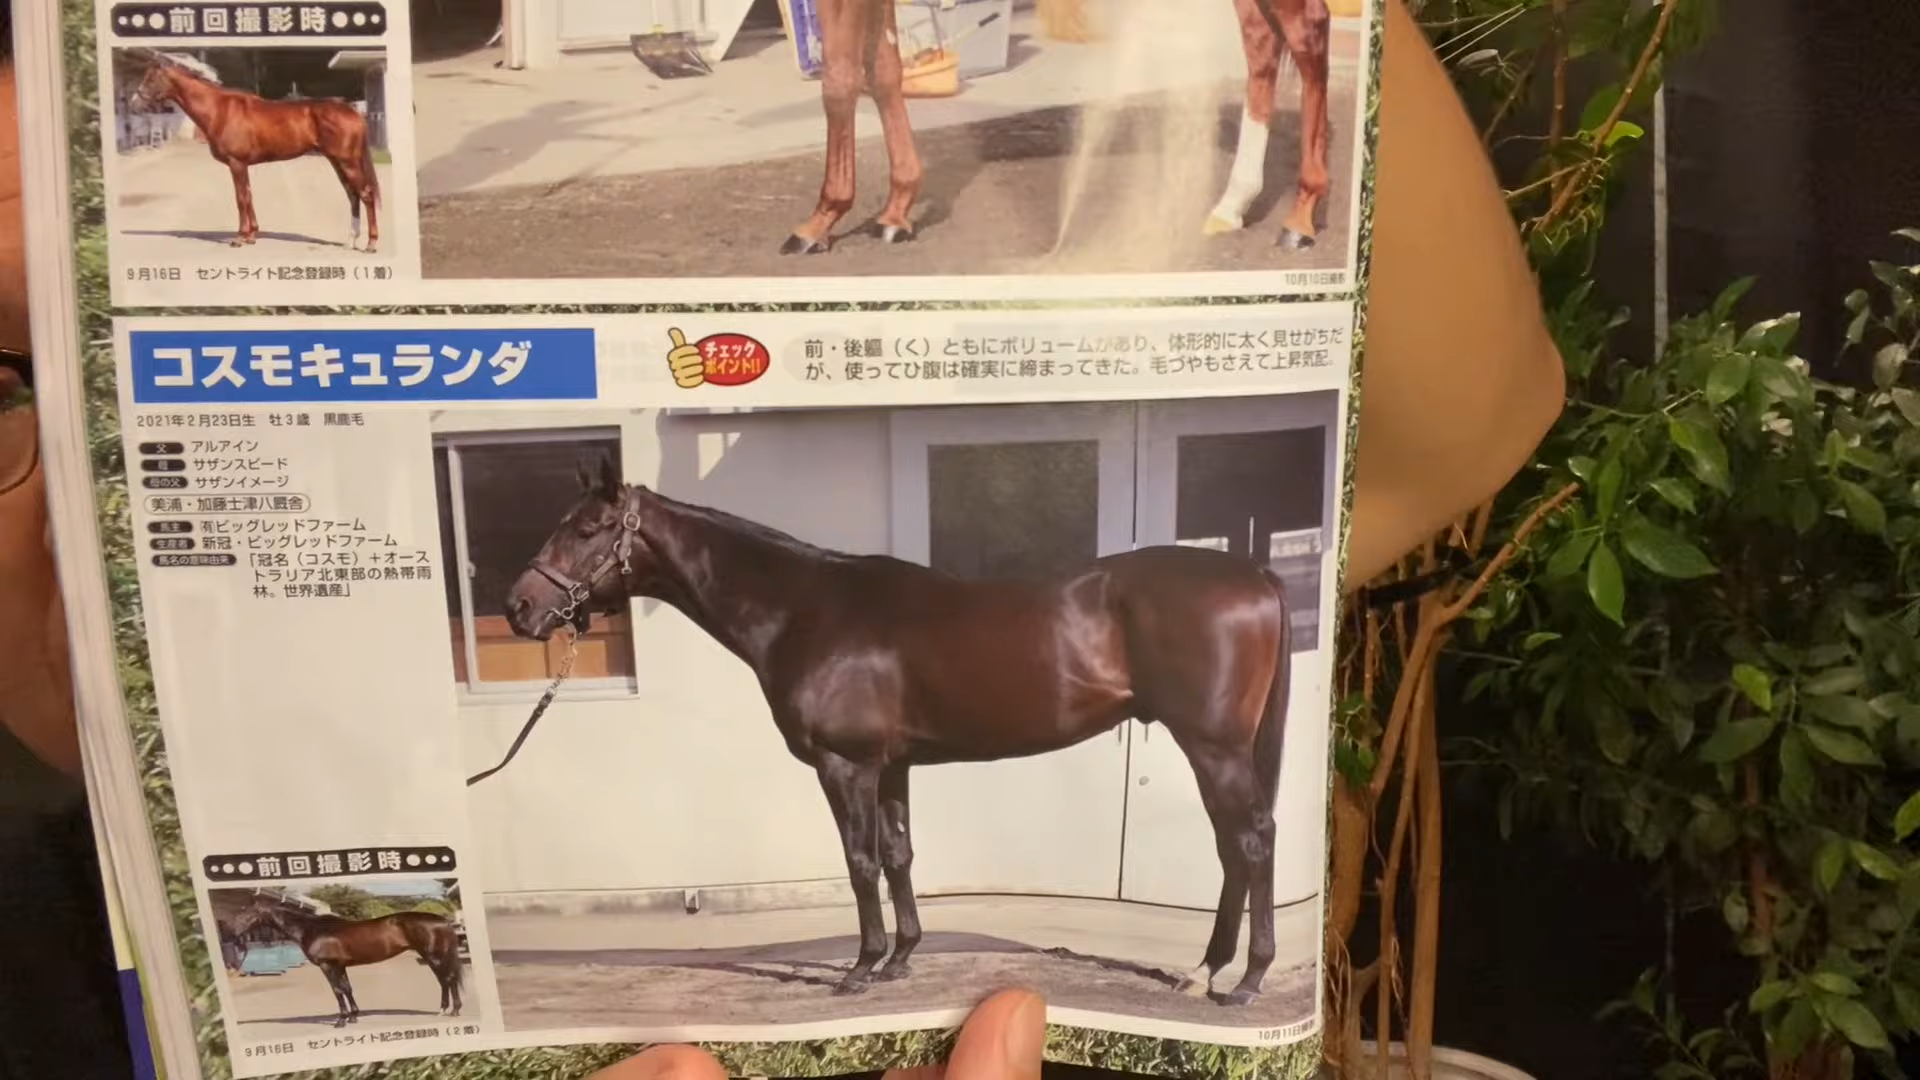 前回撮影時
9月16日 セントライト記念登録時(1着)
10月10日撮影
コスモキュランダ
チェック
ポイント!!
前・後軀(く)ともにボリュームがあり、体形的に太く見せがちだ
が、使ってひ腹は確実に締まってきた。毛づやもさえて上昇気配。
2021年2月23日生 牡3歳 黒鹿毛
父 アルアイン
母 サザンスピード
母の父 サザンイメージ
美浦・加藤士津八厩舎
馬主 ㈲ビッグレッドファーム
生産者 新冠・ビッグレッドファーム
馬名の意味由来 「冠名(コスモ)+オース
トラリア北東部の熱帯雨
林。世界遺産」
前回撮影時
9月16日 セントライト記念登録時(2着)
10月11日撮影